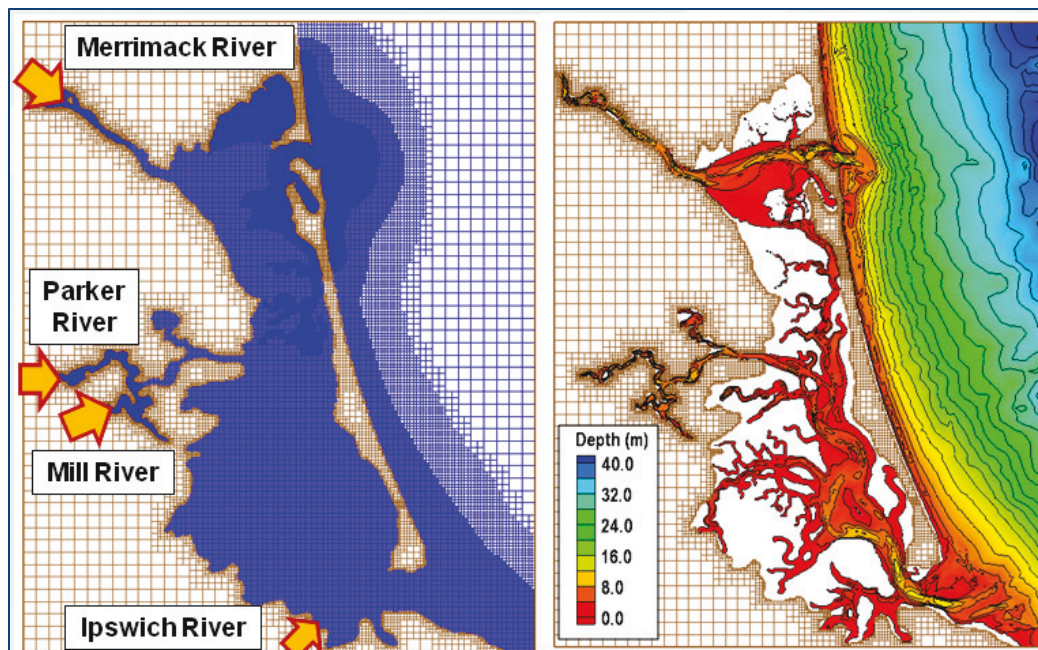 Merrimack River
Parker
River
Mill River
Ipswich River
Depth (m)
40.0
32.0
24.0
16.0
8.0
0.0